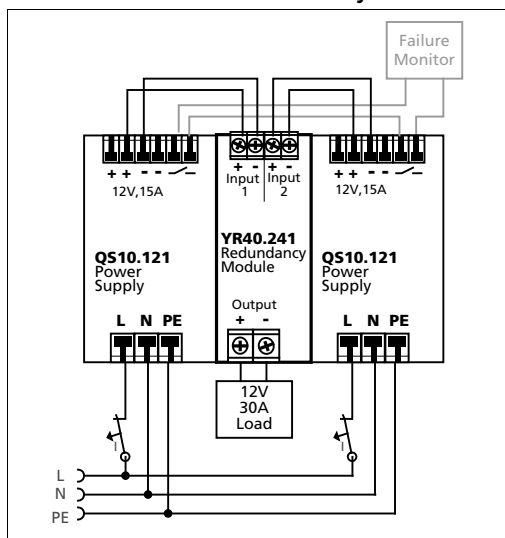 Failure
Monitor
+ + - -
12V,15A
+ - + -
Input
1
Input
2
+ + - -
12V,15A
QS10.121
Power
Supply
YR40.241
Redundancy
Module
QS10.121
Power
Supply
Output
+ -
L N PE
L N PE
12V
30A
Load
I
I
L
N
PE